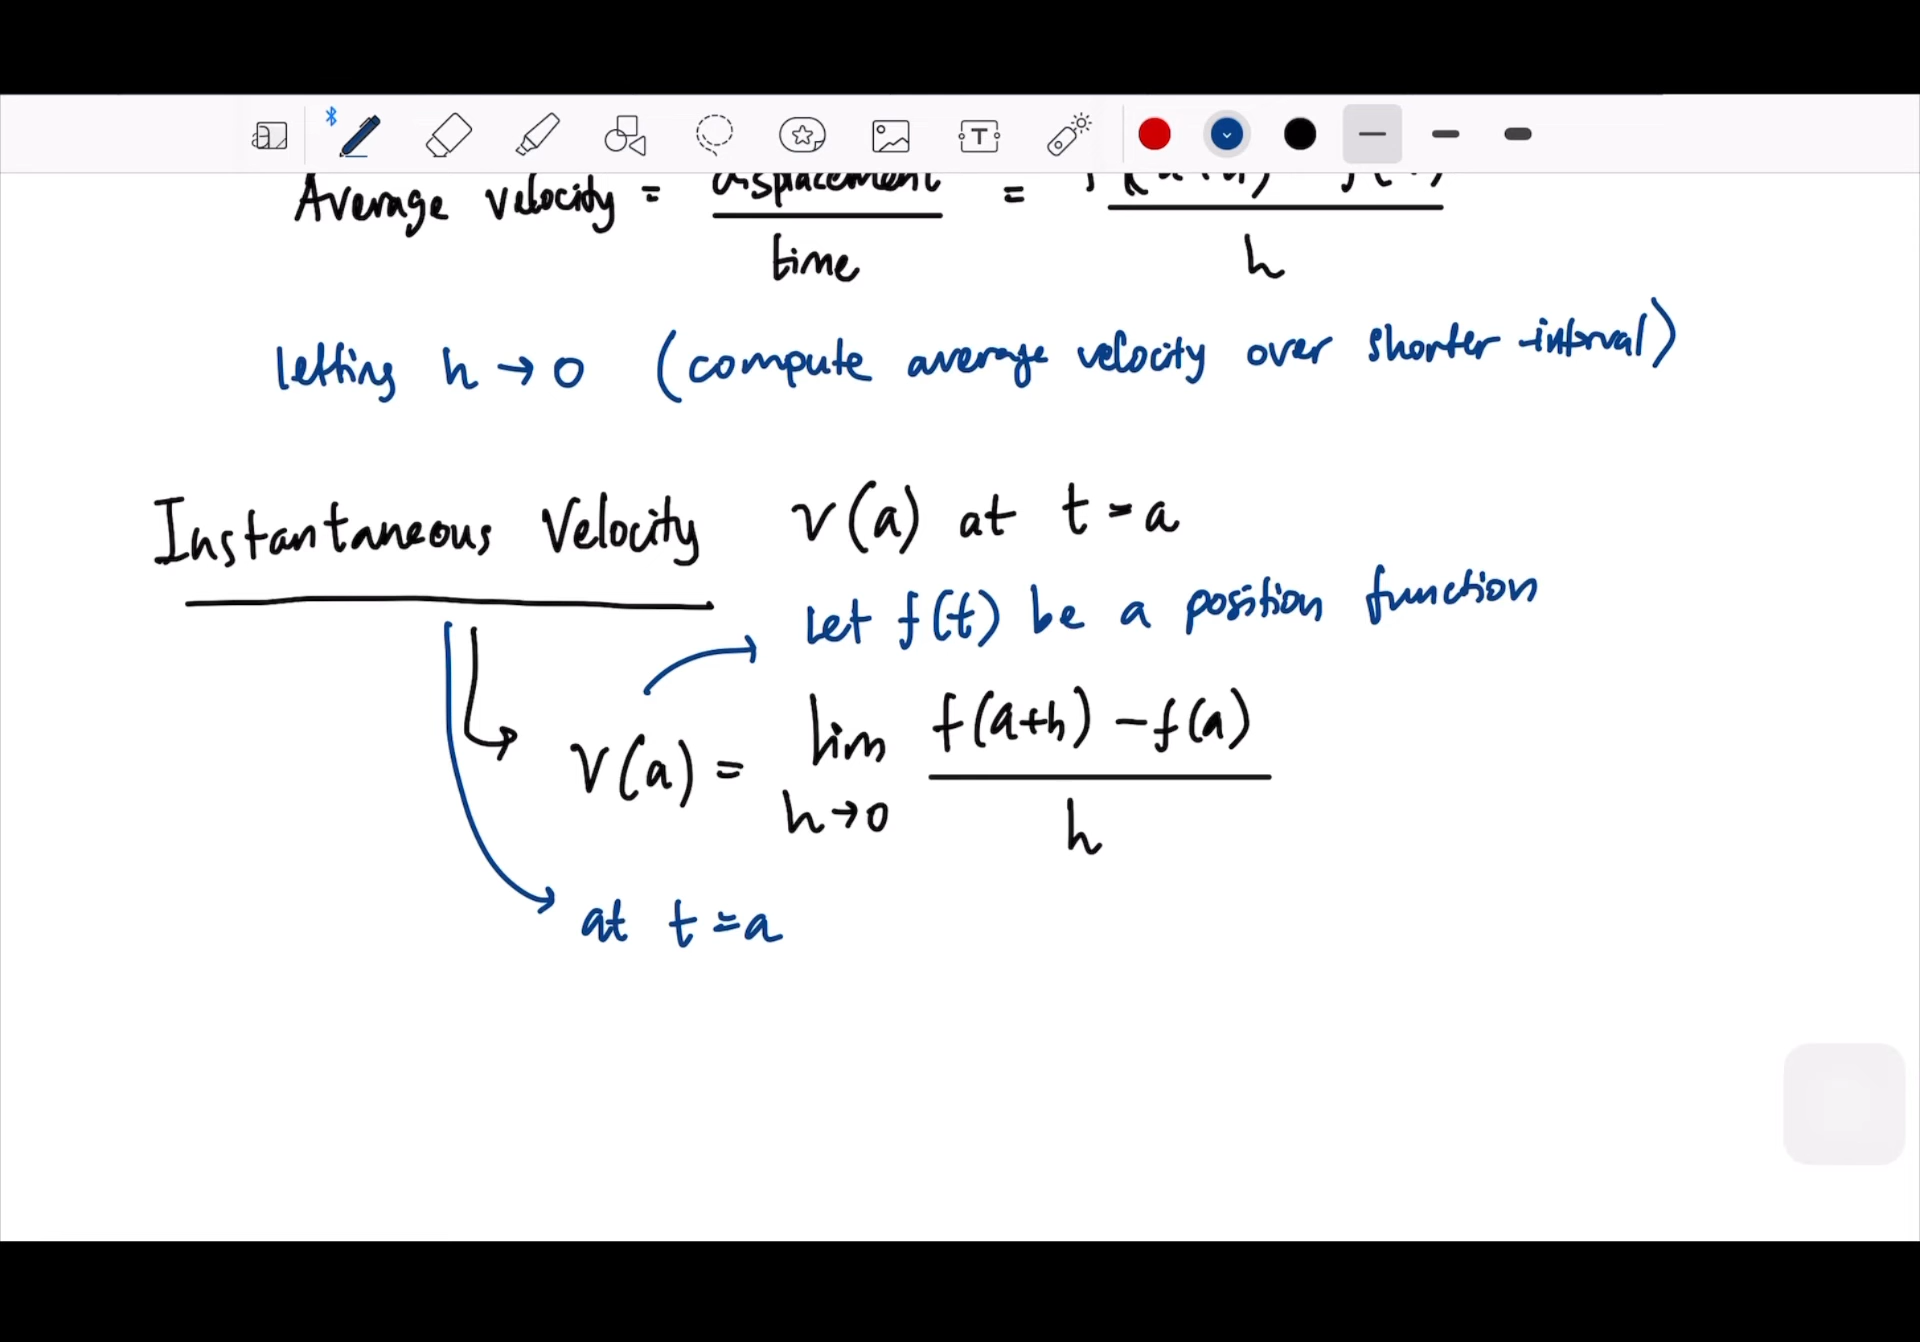 Average velocity = displacement / time = f(a+h) - f(a) / h
letting h → 0 (compute average velocity over shorter interval)
Instantaneous Velocity v(a) at t = a
Let f(t) be a position function
v(a) = lim h→0 f(a+h) - f(a) / h
at t = a